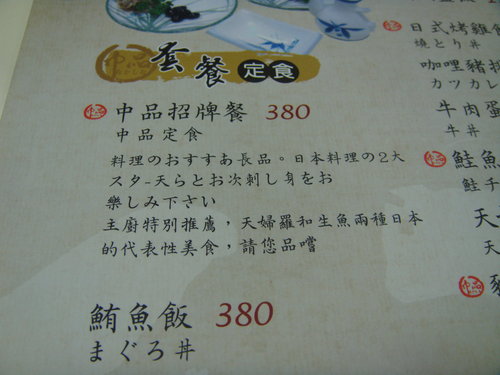 中品
套餐 定食
中品招牌餐 380
中品定食
料理のおすすあ長品。日本料理の2大
スタ-天らとお次刺し身をお
楽しみ下さい
主廚特別推薦，天婦羅和生魚兩種日本
的代表性美食，請您品嚐
鮪魚飯 380
まぐろ丼
日式烤雞
焼とり丼
咖哩豬排
カツカレ
牛肉蛋
牛丼
鮭魚
鮭
天
天